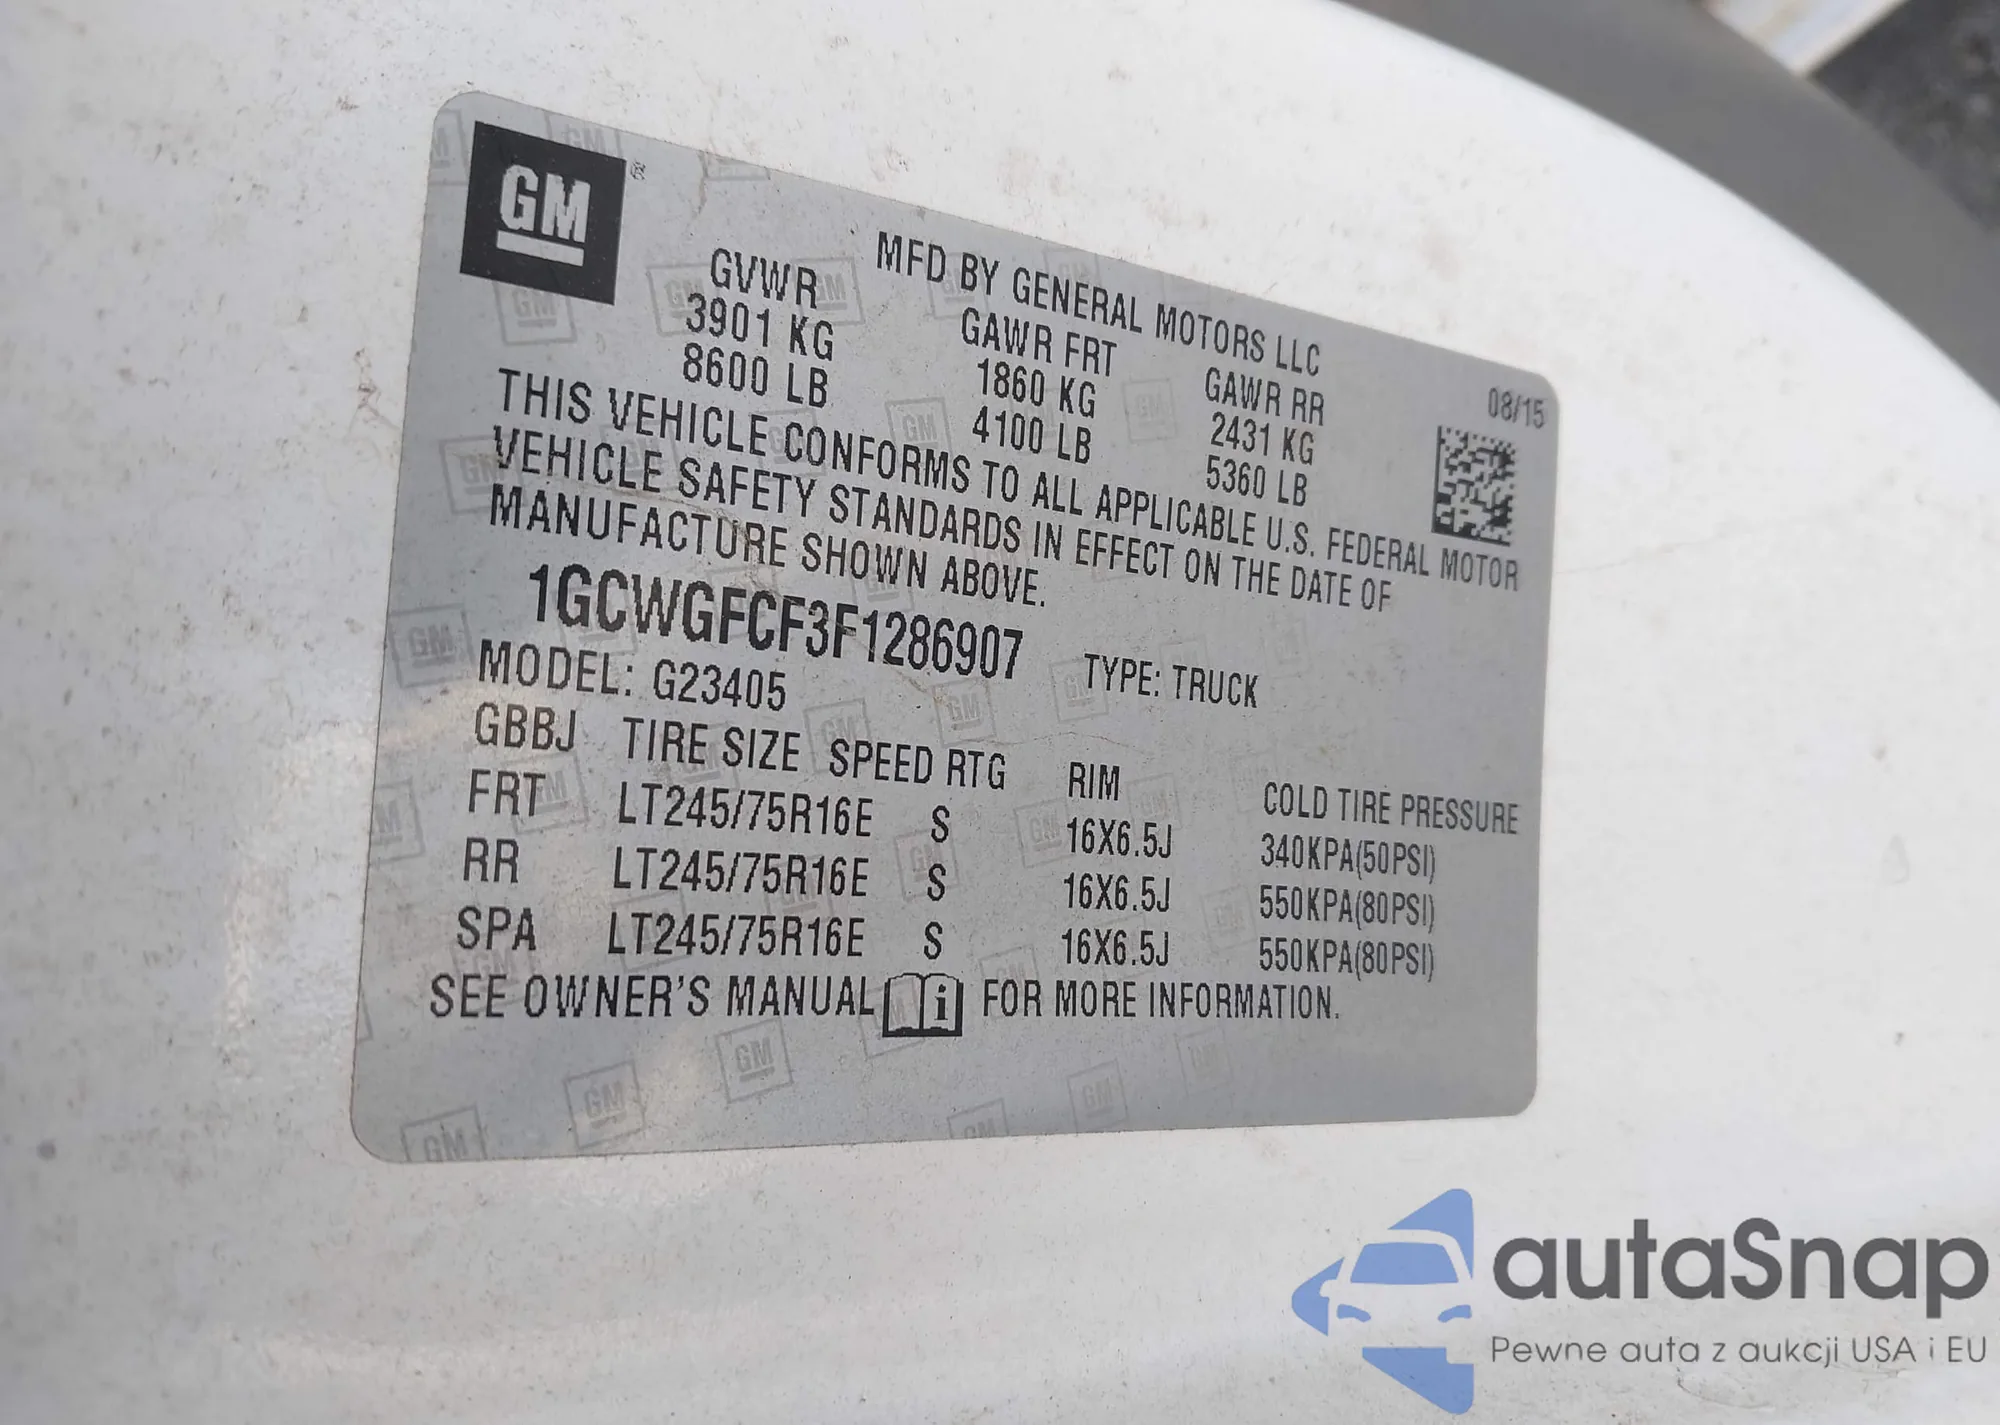 GM
MFD BY GENERAL MOTORS LLC
08/15
GVWR GAWR FRT GAWR RR
3901 KG 1860 KG 2431 KG
8600 LB 4100 LB 5360 LB
THIS VEHICLE CONFORMS TO ALL APPLICABLE U.S. FEDERAL MOTOR
VEHICLE SAFETY STANDARDS IN EFFECT ON THE DATE OF
MANUFACTURE SHOWN ABOVE.
1GCWGFCF3F1286907 TYPE: TRUCK
MODEL: G23405
GBBJ TIRE SIZE SPEED RTG RIM COLD TIRE PRESSURE
FRT LT245/75R16E S 16X6.5J 340KPA(50PSI)
RR LT245/75R16E S 16X6.5J 550KPA(80PSI)
SPA LT245/75R16E S 16X6.5J 550KPA(80PSI)
SEE OWNER'S MANUAL i FOR MORE INFORMATION.
autaSnap
Pewne auta z aukcji USA i EU